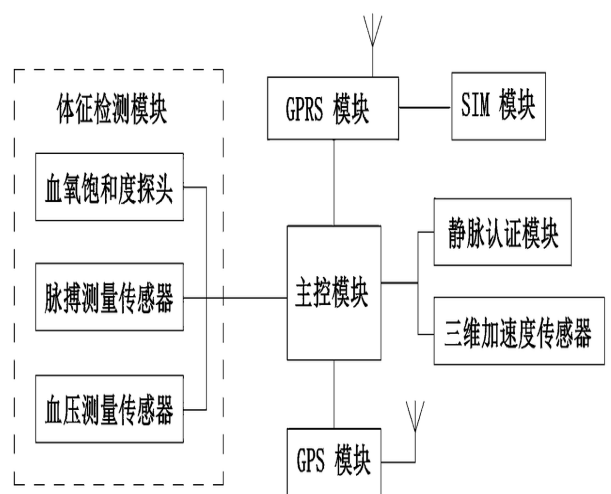 体征检测模块
血氧饱和度探头
脉搏测量传感器
血压测量传感器
GPRS 模块
SIM 模块
主控模块
静脉认证模块
三维加速度传感器
GPS 模块